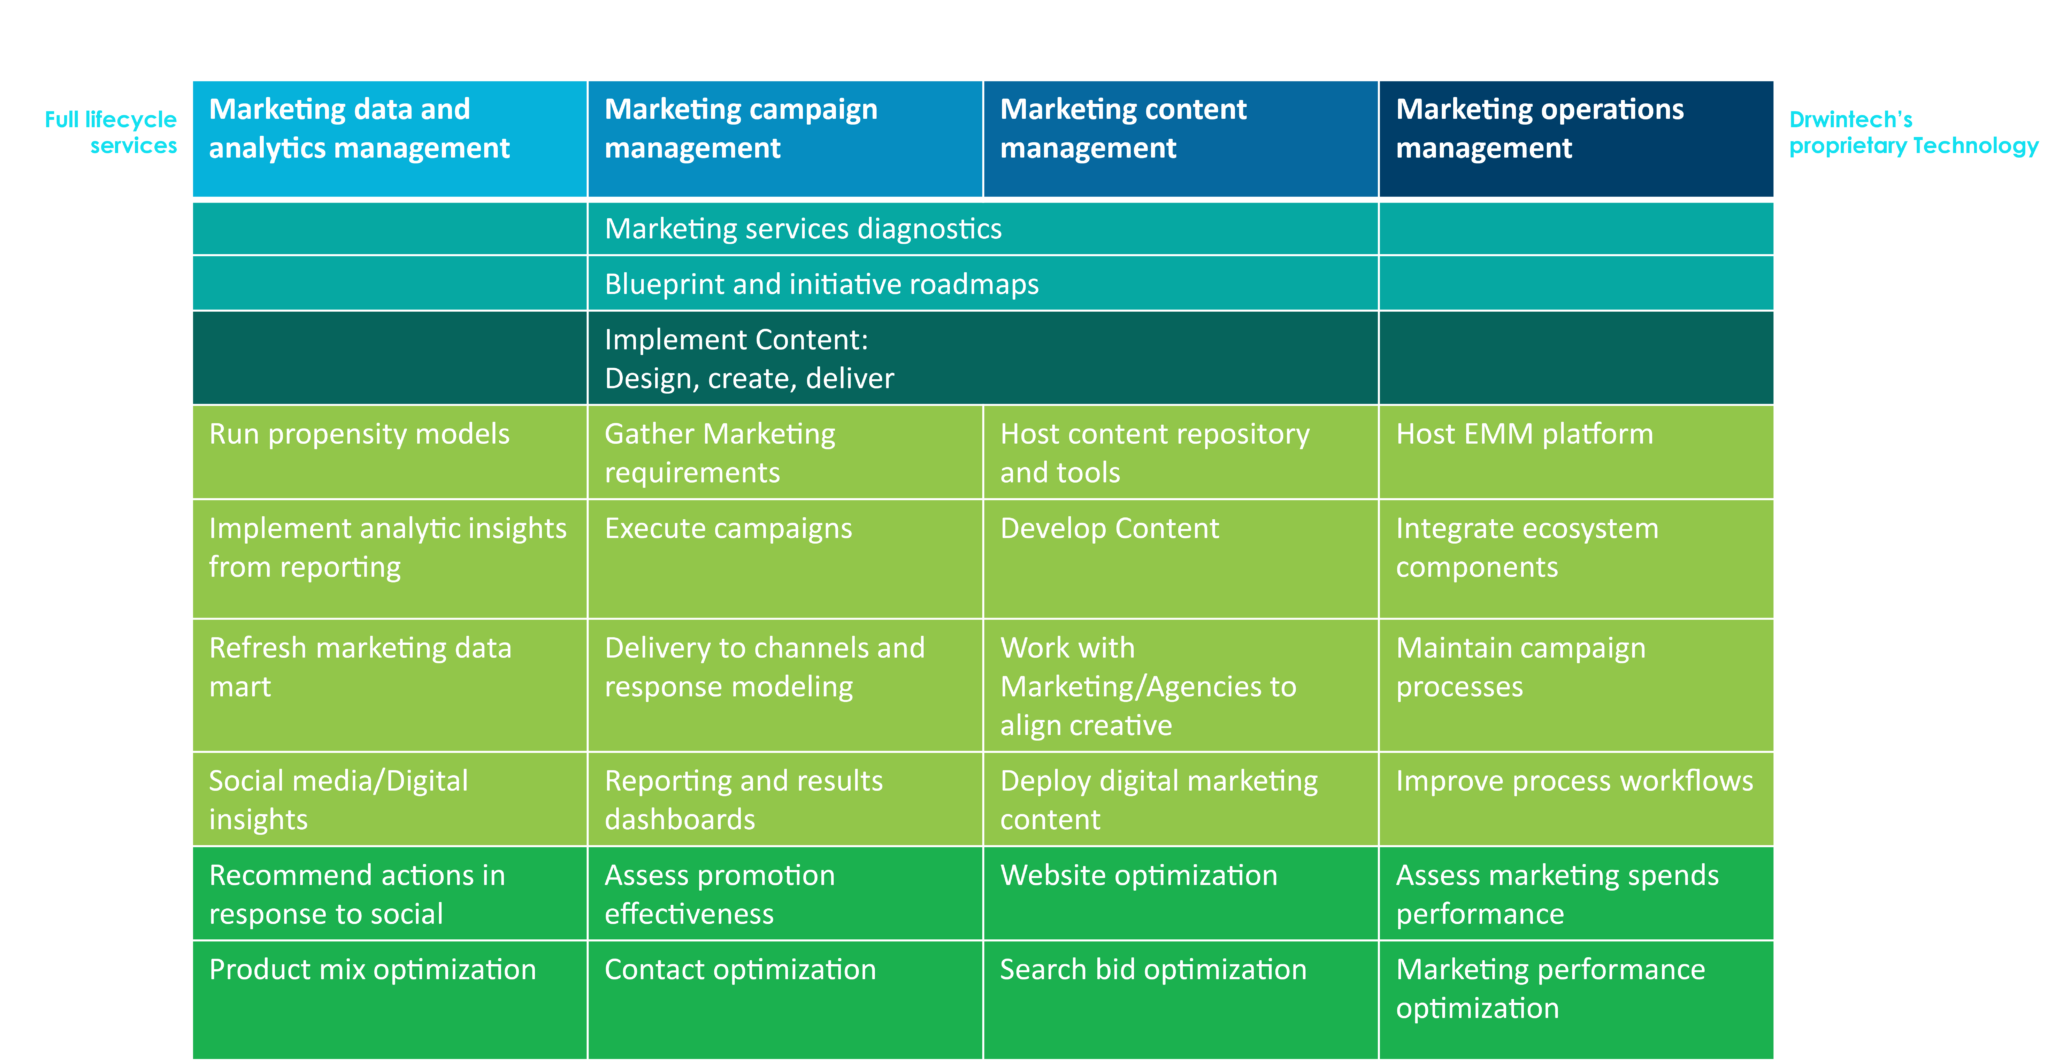 Full lifecycle
services
Marketing data and
analytics management
Marketing campaign
management
Marketing content
management
Marketing operations
management
Drwintech’s
proprietary Technology
Marketing services diagnostics
Blueprint and initiative roadmaps
Implement Content:
Design, create, deliver
Run propensity models
Gather Marketing
requirements
Host content repository
and tools
Host EMM platform
Implement analytic insights
from reporting
Execute campaigns
Develop Content
Integrate ecosystem
components
Refresh marketing data
mart
Delivery to channels and
response modeling
Work with
Marketing/Agencies to
align creative
Maintain campaign
processes
Social media/Digital
insights
Reporting and results
dashboards
Deploy digital marketing
content
Improve process workflows
Recommend actions in
response to social
Assess promotion
effectiveness
Website optimization
Assess marketing spends
performance
Product mix optimization
Contact optimization
Search bid optimization
Marketing performance
optimization